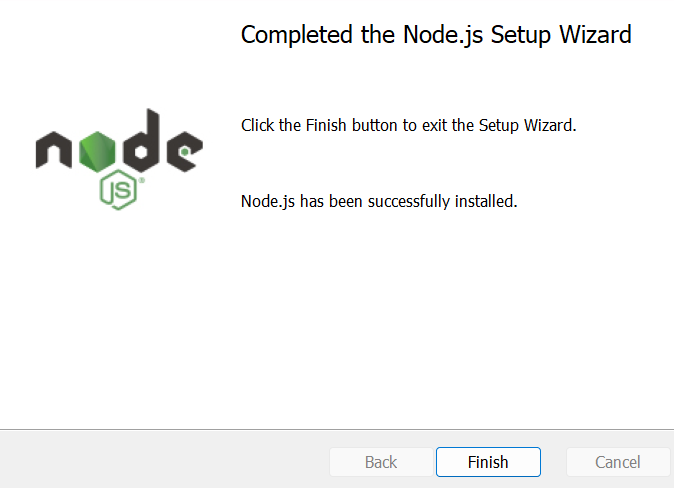 Completed the Node.js Setup Wizard
Click the Finish button to exit the Setup Wizard.
node
JS®
Node.js has been successfully installed.
Back
Finish
Cancel